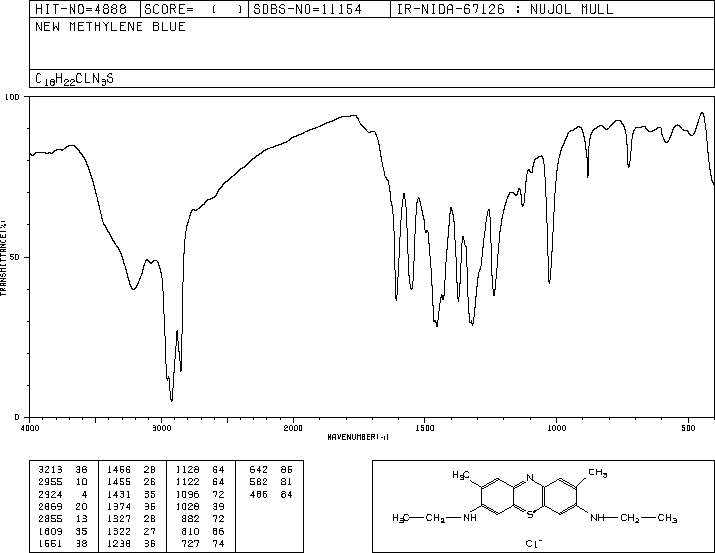 HIT-NO=4888 SCORE= ( ) SDBS-NO=11154 IR-NIDA-67126 : NUJOL MULL
NEW METHYLENE BLUE
C18H22CLN3S
100
50
0
TRANSMITTANCE(%)
4000 3000 2000 1500 1000 500
WAVENUMBER(-1)
3213 38 1466 28 1128 64 642 86
2955 10 1455 26 1122 64 582 81
2924 4 1431 35 1096 72 486 84
2869 20 1374 35 1028 39
2855 13 1327 28 882 72
1609 35 1322 27 810 86
1551 38 1238 36 727 74
H3C N CH3
CH3—CH2—NH S+ NH—CH2—CH3
Cl-